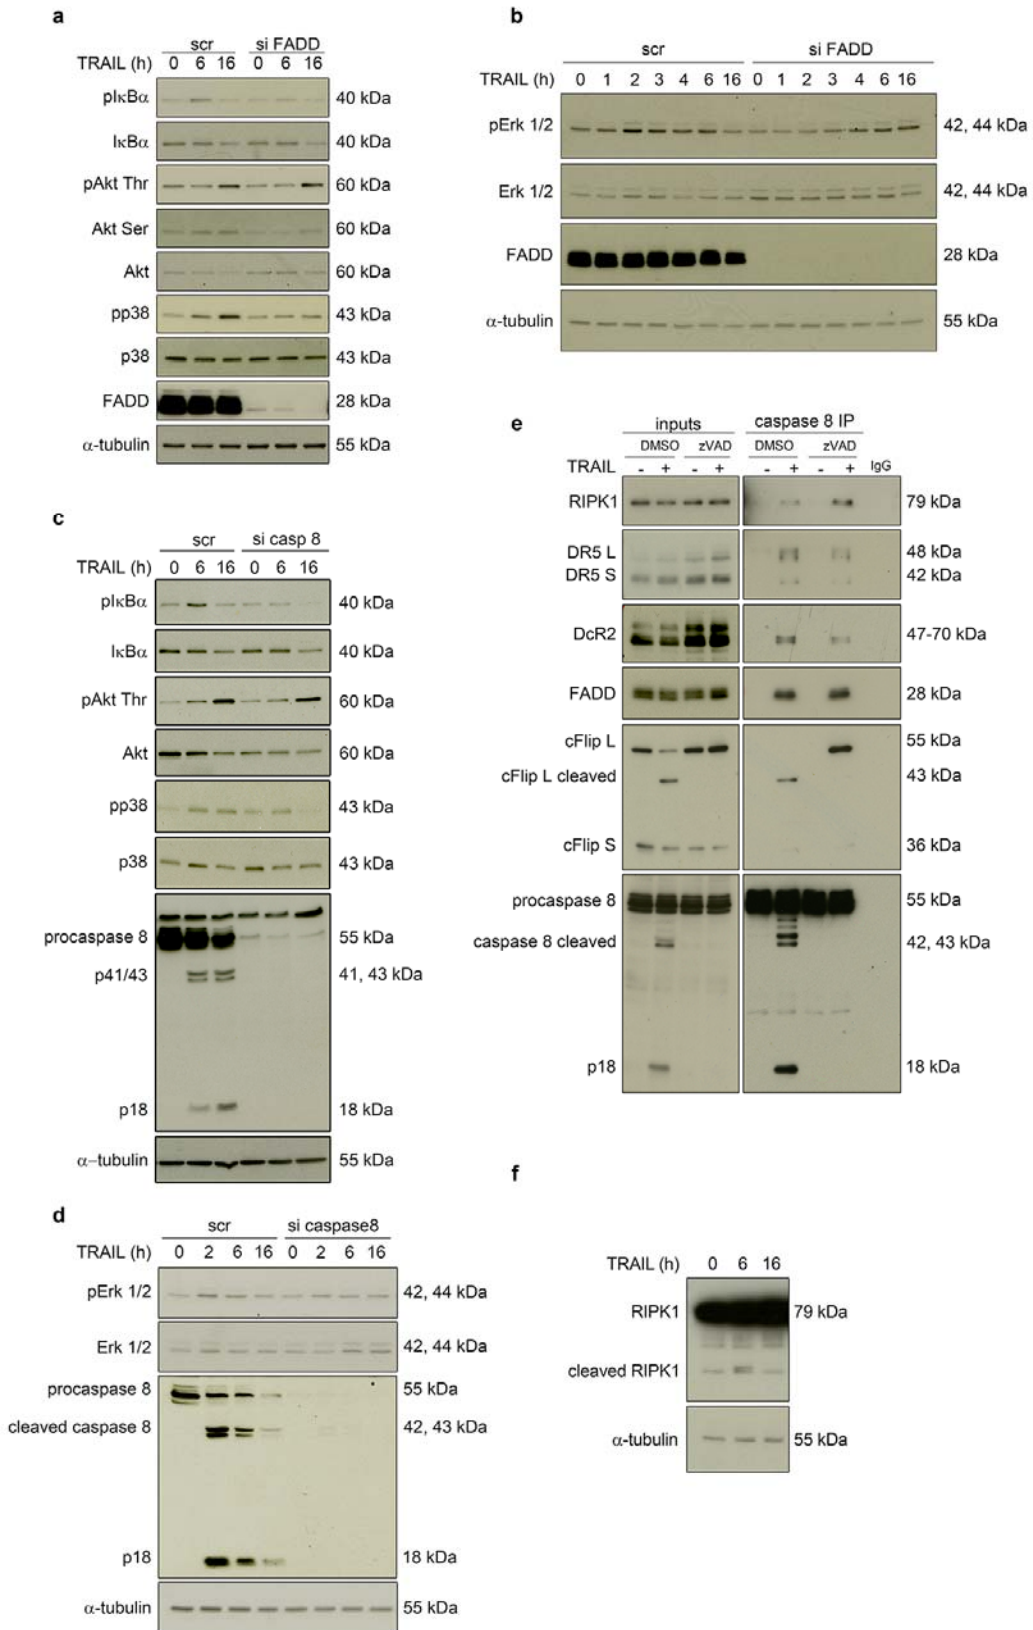 a
scr si FADD
TRAIL (h) 0 6 16 0 6 16
pIκBα 40 kDa
IκBα 40 kDa
pAkt Thr 60 kDa
Akt Ser 60 kDa
Akt 60 kDa
pp38 43 kDa
p38 43 kDa
FADD 28 kDa
α-tubulin 55 kDa
b
scr si FADD
TRAIL (h) 0 1 2 3 4 6 16 0 1 2 3 4 6 16
pErk 1/2 42, 44 kDa
Erk 1/2 42, 44 kDa
FADD 28 kDa
α-tubulin 55 kDa
c
scr si casp 8
TRAIL (h) 0 6 16 0 6 16
pIκBα 40 kDa
IκBα 40 kDa
pAkt Thr 60 kDa
Akt 60 kDa
pp38 43 kDa
p38 43 kDa
procaspase 8 55 kDa
p41/43 41, 43 kDa
p18 18 kDa
α–tubulin 55 kDa
d
scr si caspase8
TRAIL (h) 0 2 6 16 0 2 6 16
pErk 1/2 42, 44 kDa
Erk 1/2 42, 44 kDa
procaspase 8 55 kDa
cleaved caspase 8 42, 43 kDa
p18 18 kDa
α-tubulin 55 kDa
e
inputs caspase 8 IP
DMSO zVAD DMSO zVAD
TRAIL - + - + - + - + IgG
RIPK1 79 kDa
DR5 L 48 kDa
DR5 S 42 kDa
DcR2 47-70 kDa
FADD 28 kDa
cFlip L 55 kDa
cFlip L cleaved 43 kDa
cFlip S 36 kDa
procaspase 8 55 kDa
caspase 8 cleaved 42, 43 kDa
p18 18 kDa
f
TRAIL (h) 0 6 16
RIPK1 79 kDa
cleaved RIPK1
α-tubulin 55 kDa